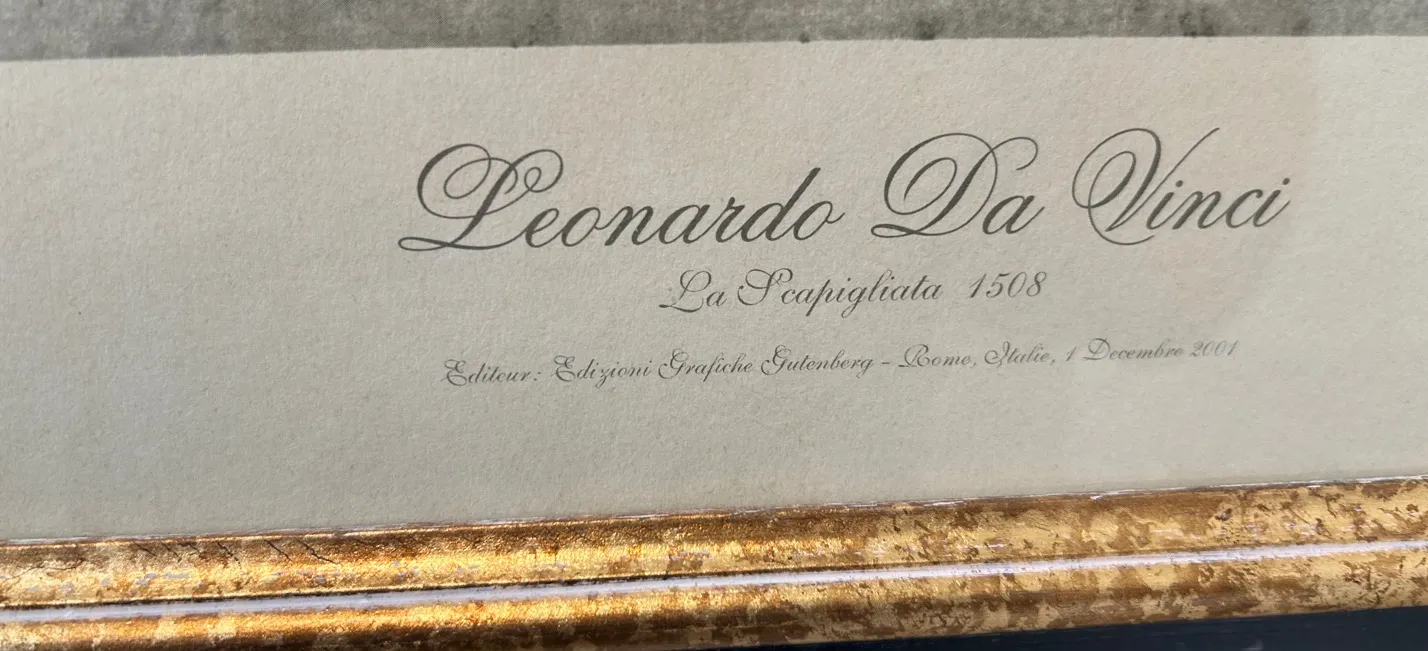 Leonardo Da Vinci
La Scapigliata 1508
Editeur: Edizioni Grafiche Gutenberg - Rome, Italie, 1 Decembre 2001